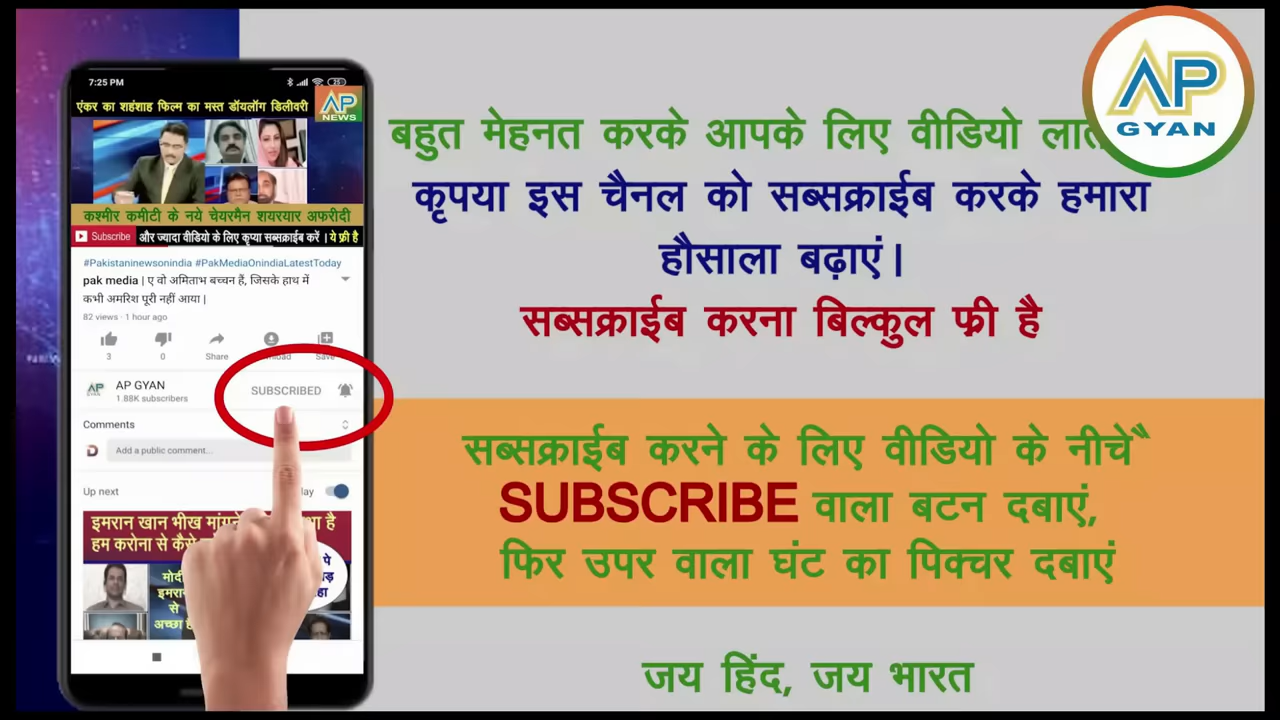 7:25 PM
एंकर का शहंशाह फिल्म का मस्त डॉयलॉग डिलीवरी
AP
NEWS
कश्मीर कमीटी के नये चेयरमैन शयरयार अफरीदी
Subscribe और ज्यादा वीडियो के लिए कृप्या सब्सक्राईब करें | ये फ्री है
#Pakistaninewsonindia #PakMediaOnindiaLatestToday
pak media | ए वो अमिताभ बच्चन हैं, जिसके हाथ में
कभी अमरिश पूरी नहीं आया |
82 views · 1 hour ago
3 0 Share Save
AP GYAN
1.88K subscribers
SUBSCRIBED
Comments
Add a public comment...
Up next
इमरान खान भीख है
हम करोना से
मोदी
से
अच्छा
AP
GYAN
बहुत मेहनत करके आपके लिए वीडियो
कृपया इस चैनल को सब्सक्राईब करके हमारा
हौसाला बढ़ाएं |
सब्सक्राईब करना बिल्कुल फ्री है
सब्सक्राईब करने के लिए वीडियो के नीचेै
SUBSCRIBE वाला बटन दबाएं,
फिर उपर वाला घंट का पिक्चर दबाएं
जय हिंद, जय भारत